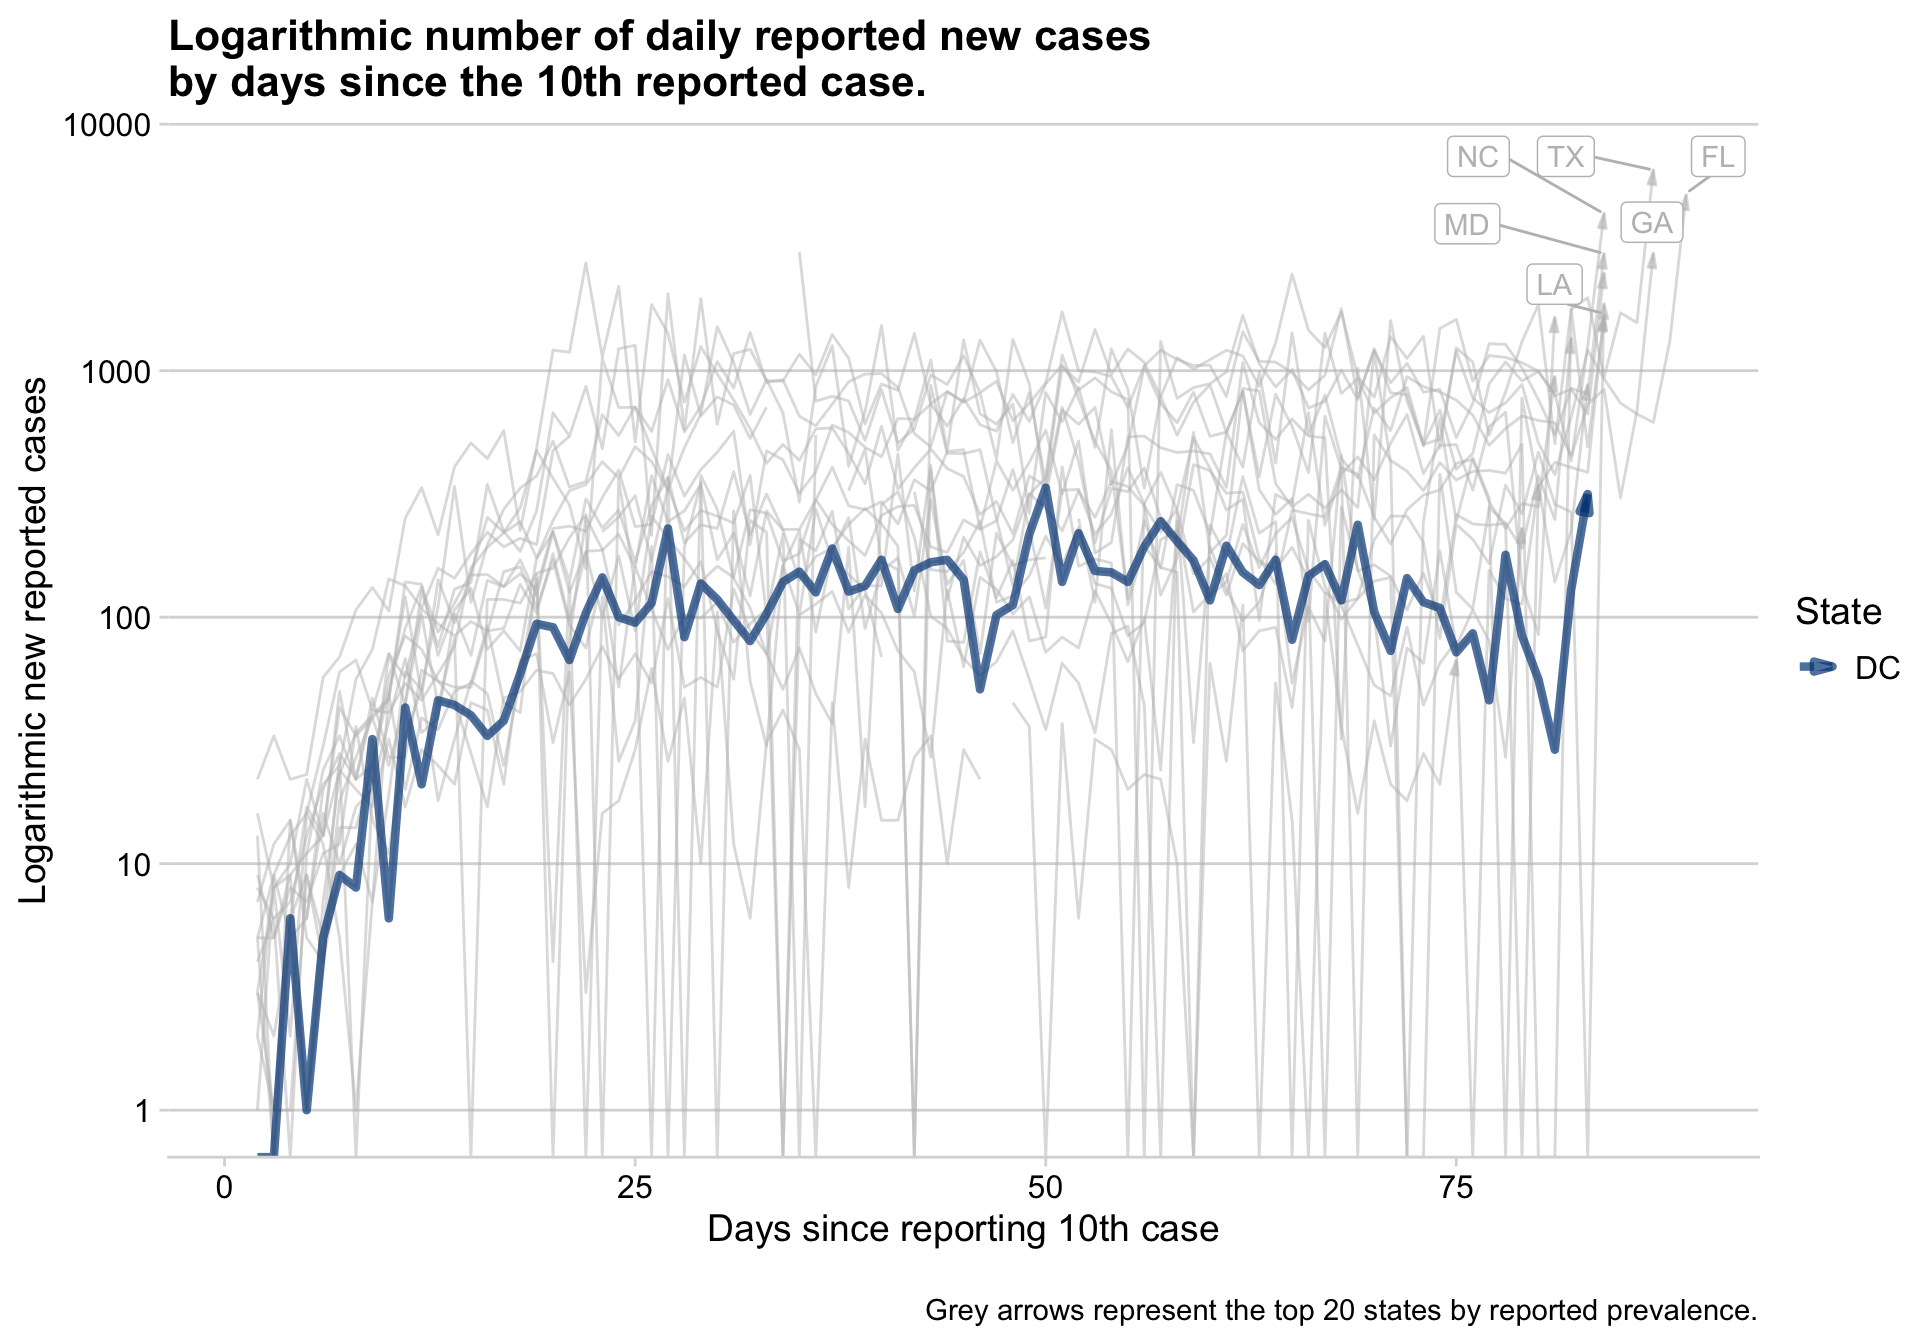 Logarithmic number of daily reported new cases
by days since the 10th reported case.
Logarithmic new reported cases
10000
1000
100
10
1
NC
TX
FL
MD
GA
LA
State
DC
0
25
50
75
Days since reporting 10th case
Grey arrows represent the top 20 states by reported prevalence.